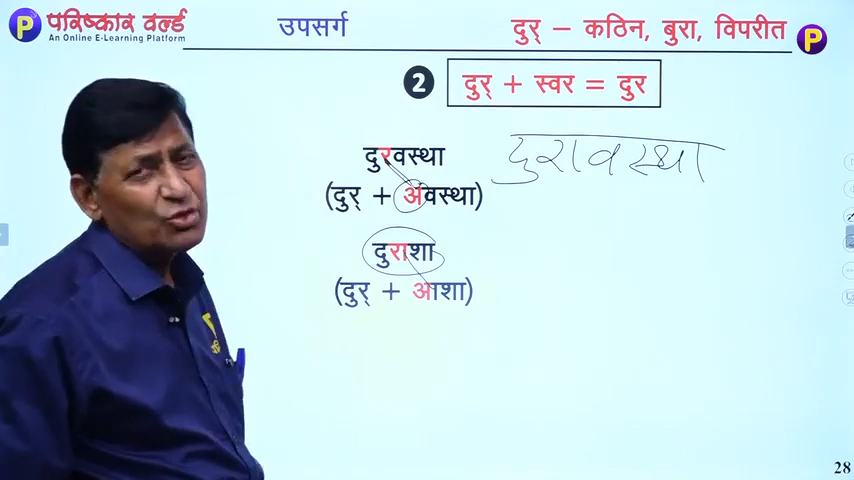 P परिष्कार वर्ल्ड
An Online E-Learning Platform
उपसर्ग
दुर् – कठिन, बुरा, विपरीत
P
2 दुर् + स्वर = दुर
दुरवस्था
दुरावस्था
(दुर् + अवस्था)
दुराशा
(दुर् + आशा)
28